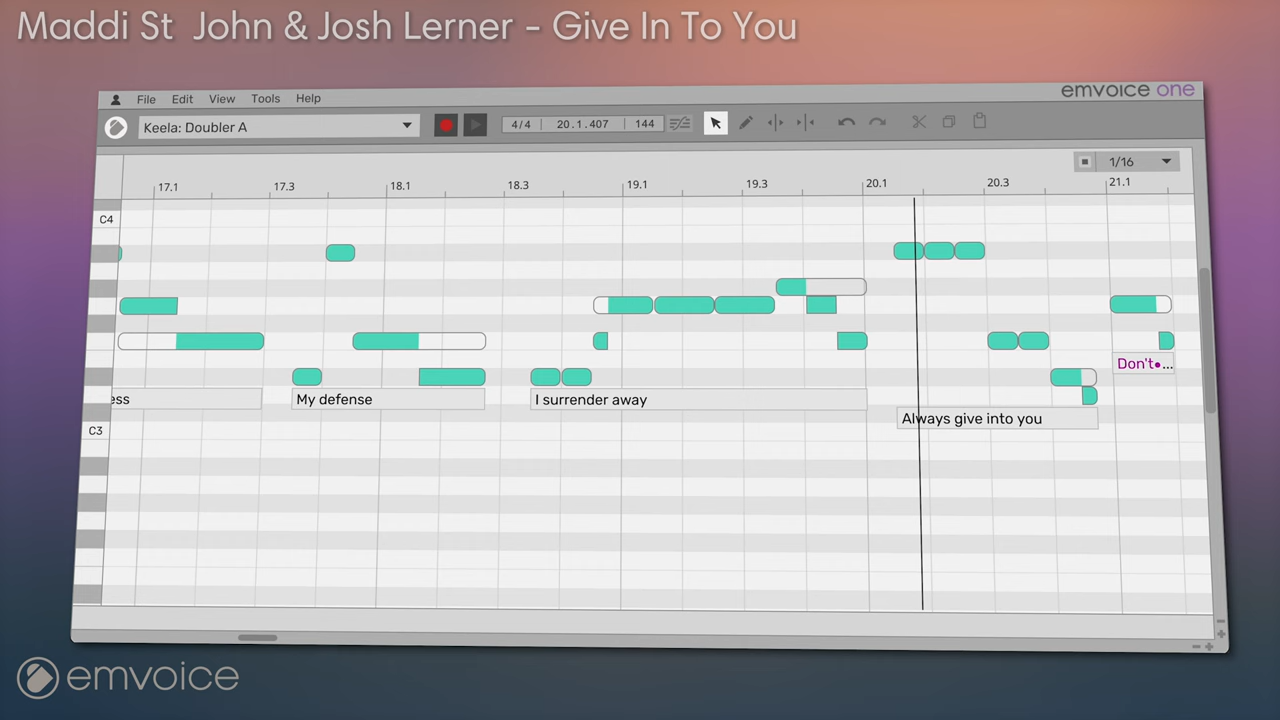 Maddi St John & Josh Lerner - Give In To You
emvoice one
File Edit View Tools Help
Keela: Doubler A
4/4 20.1.407 144
1/16
17.1 17.3 18.1 18.3 19.1 19.3 20.1 20.3 21.1
C4
Don't•...
ess My defense I surrender away
Always give into you
C3
emvoice